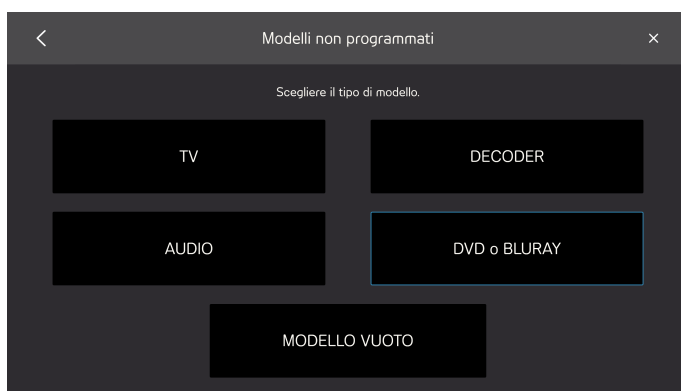 Modelli non programmati
Scegliere il tipo di modello.
TV
DECODER
AUDIO
DVD o BLURAY
MODELLO VUOTO